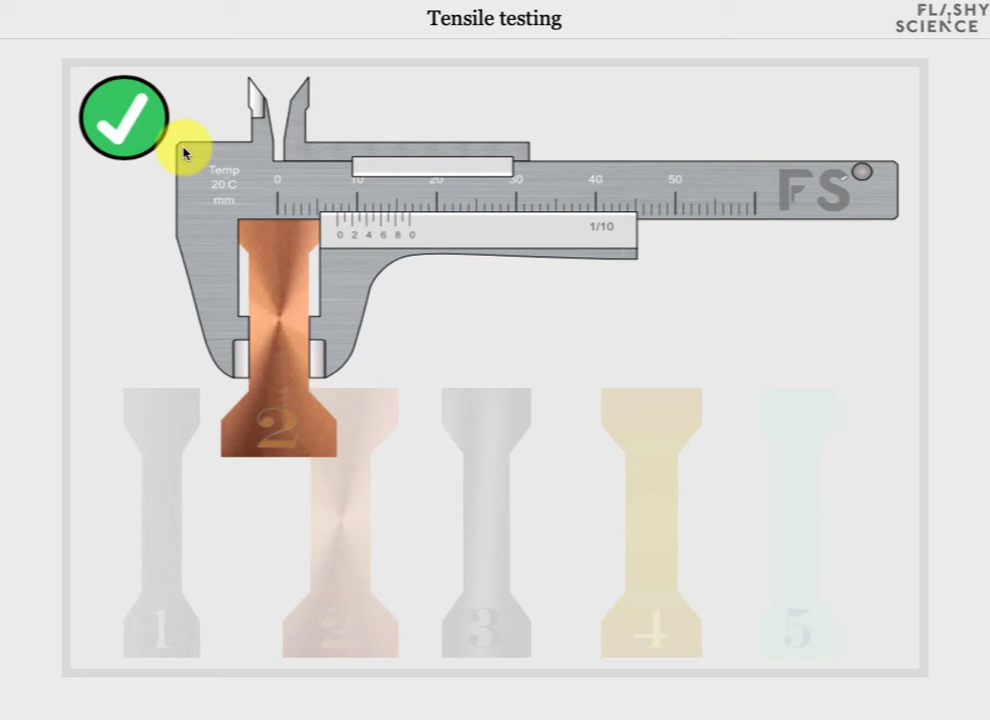 Tensile testing
FLASHY
SCIENCE
Temp
20 C
mm
0 10 20 30 40 50
FS
0 2 4 6 8 0
1/10
2
1 2 3 4 5